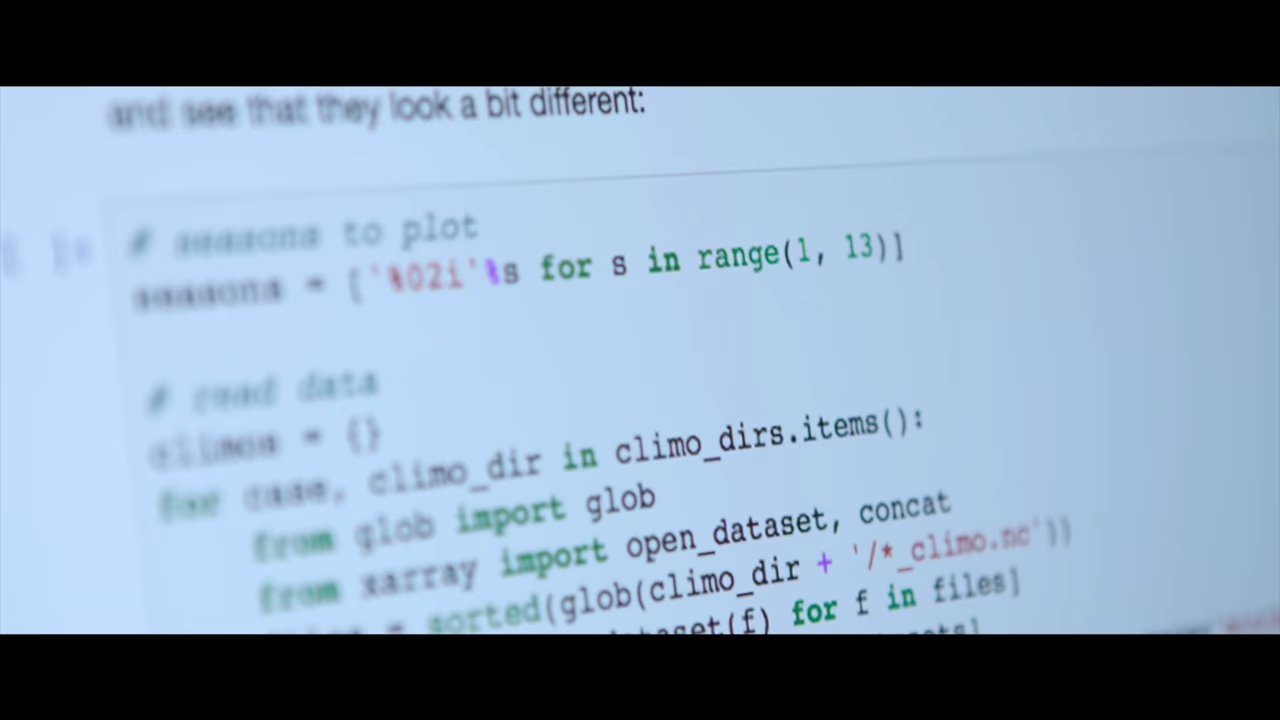 and see that they look a bit different:
[ ]:
# seasons to plot
seasons = ['%02i'%s for s in range(1, 13)]
# read data
climos = {}
for case, climo_dir in climo_dirs.items():
from glob import glob
from xarray import open_dataset, concat
= sorted(glob(climo_dir + '/*_climo.nc'))
(f) for f in files]